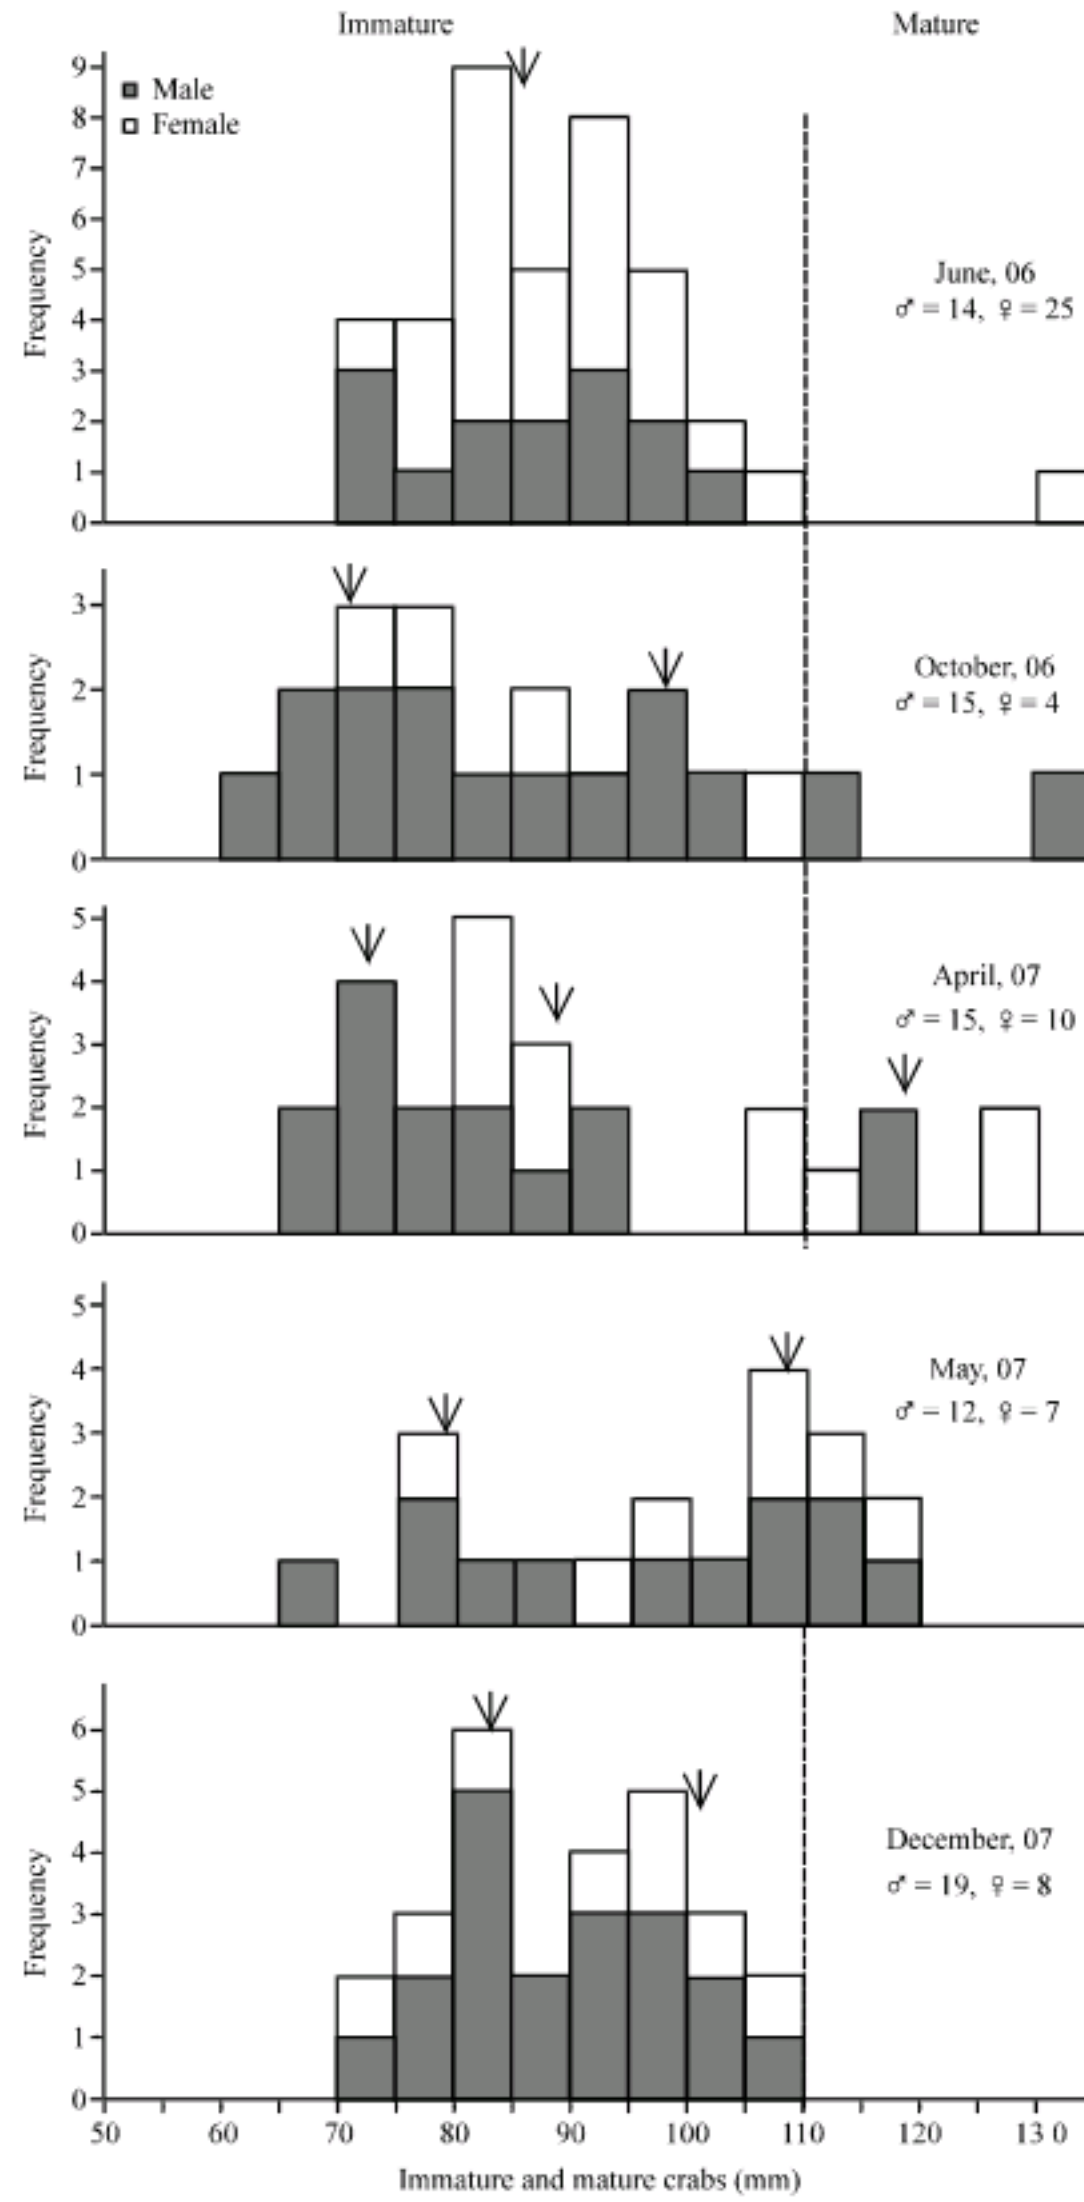 Immature Mature
Male
Female
9
8
7
6
5
4
3
2
1
0
Frequency
June, 06
♂ = 14, ♀ = 25
3
2
1
0
Frequency
October, 06
♂ = 15, ♀ = 4
5
4
3
2
1
0
Frequency
April, 07
♂ = 15, ♀ = 10
5
4
3
2
1
0
Frequency
May, 07
♂ = 12, ♀ = 7
6
5
4
3
2
1
0
Frequency
December, 07
♂ = 19, ♀ = 8
50 60 70 80 90 100 110 120 13 0
Immature and mature crabs (mm)